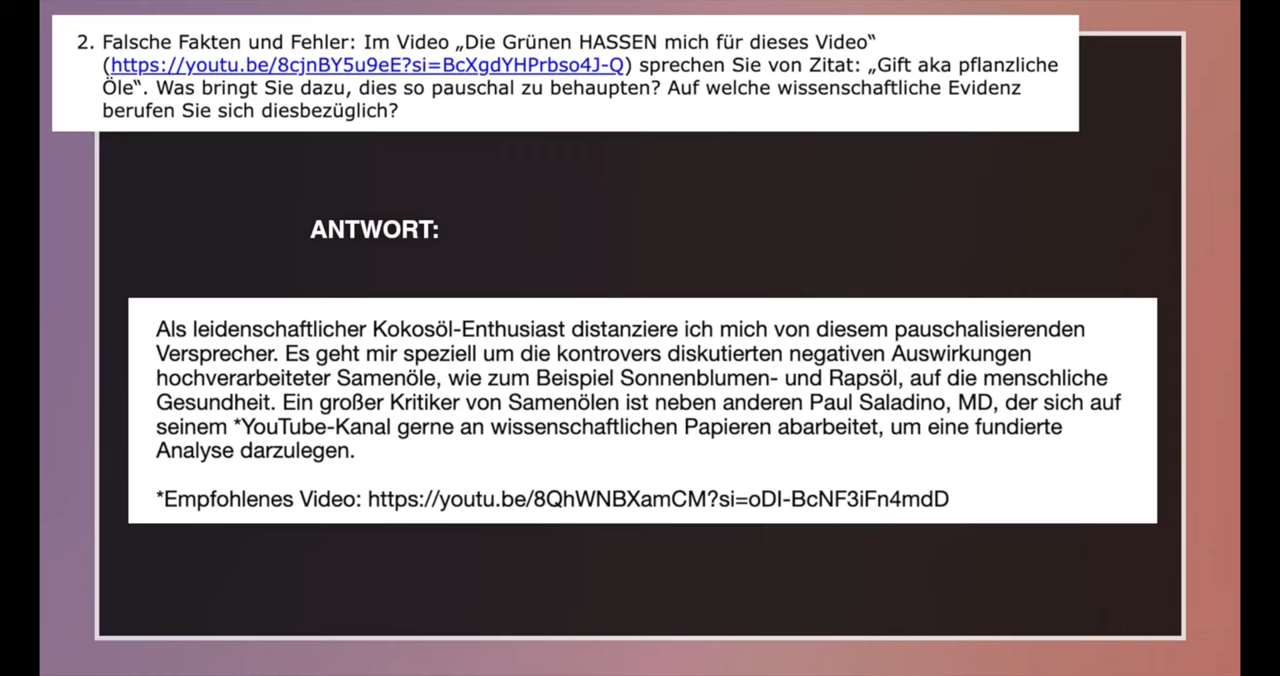 2. Falsche Fakten und Fehler: Im Video „Die Grünen HASSEN mich für dieses Video“
(https://youtu.be/8cjnBY5u9eE?si=BcXgdYHPrbso4J-Q) sprechen Sie von Zitat: „Gift aka pflanzliche
Öle“. Was bringt Sie dazu, dies so pauschal zu behaupten? Auf welche wissenschaftliche Evidenz
berufen Sie sich diesbezüglich?
ANTWORT:
Als leidenschaftlicher Kokosöl-Enthusiast distanziere ich mich von diesem pauschalisierenden
Versprecher. Es geht mir speziell um die kontrovers diskutierten negativen Auswirkungen
hochverarbeiteter Samenöle, wie zum Beispiel Sonnenblumen- und Rapsöl, auf die menschliche
Gesundheit. Ein großer Kritiker von Samenölen ist neben anderen Paul Saladino, MD, der sich auf
seinem *YouTube-Kanal gerne an wissenschaftlichen Papieren abarbeitet, um eine fundierte
Analyse darzulegen.
*Empfohlenes Video: https://youtu.be/8QhWNBXamCM?si=oDI-BcNF3iFn4mdD